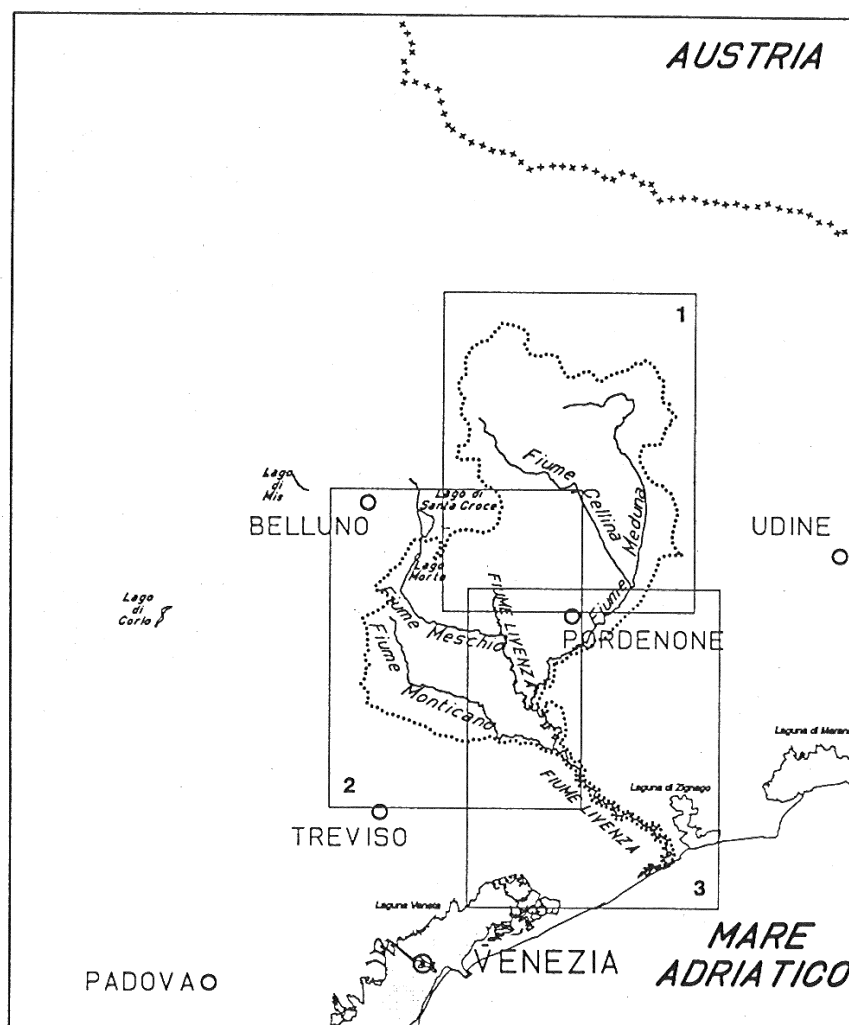 AUSTRIA
1
Fiume
Cellina
Meduna
Fiume
Lago
di
Mis
Lago di
Santa Croce
BELLUNO
UDINE
Lago
Morto
Lago
di
Corlo
FIUME LIVENZA
Fiume
Meschio
PORDENONE
Fiume
Monticano
Laguna di Maran
2
FIUME LIVENZA
Laguna di Zignago
TREVISO
3
Laguna Veneta
MARE
ADRIATICO
VENEZIA
PADOVA